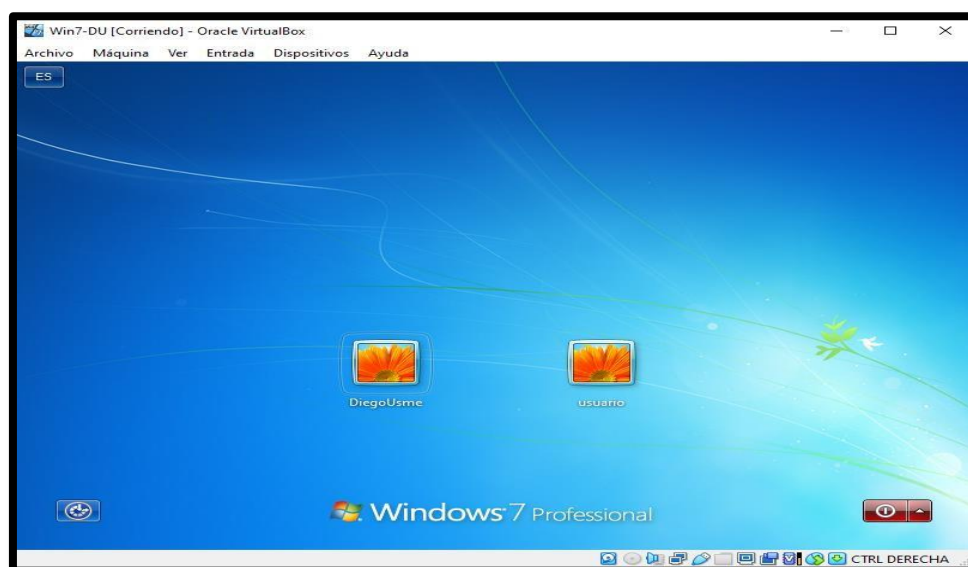 Win7-DU [Corriendo] - Oracle VirtualBox
Archivo Máquina Ver Entrada Dispositivos Ayuda
ES
DiegoUsme usuario
Windows 7 Professional
CTRL DERECHA